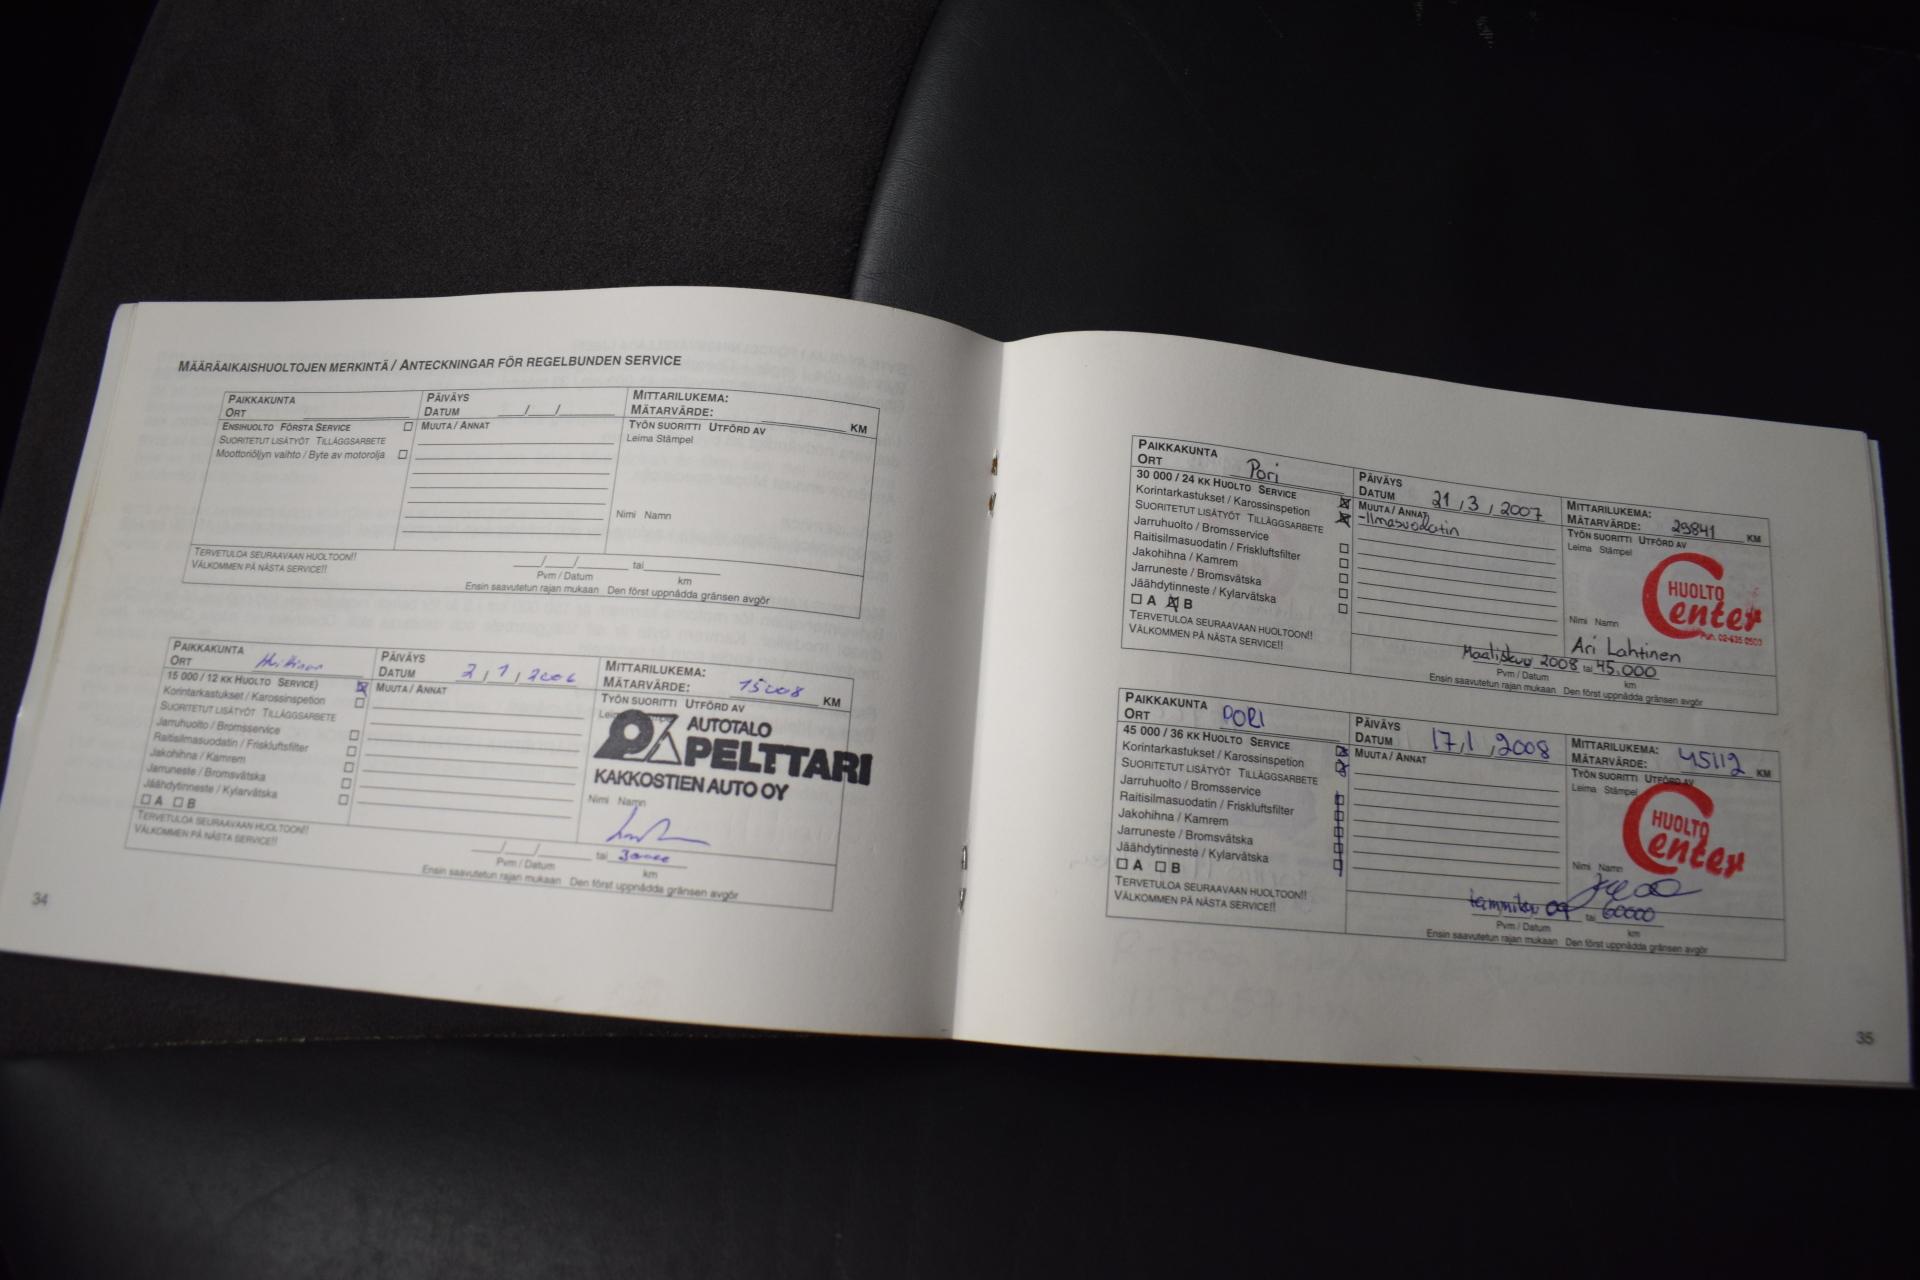 MÄÄRÄAIKAISHUOLTOJEN MERKINTÄ / ANTECKNINGAR FÖR REGELBUNDEN SERVICE
PAIKKAKUNTA
ORT
PÄIVÄYS
DATUM / /
MITTARILUKEMA:
MÄTARVÄRDE: KM
ENSIHUOLTO FÖRSTA SERVICE
SUORITETUT LISÄTYÖT TILLÄGGSARBETE
Moottoriöljyn vaihto / Byte av motorolja
MUUTA / ANNAT
TYÖN SUORITTI UTFÖRD AV
Leima Stämpel
Nimi Namn
TERVETULOA SEURAAVAAN HUOLTOON!!
VÄLKOMMEN PÅ NÄSTA SERVICE!!
/ / tai
Pvm / Datum km
Ensin saavutetun rajan mukaan Den först uppnådda gränsen avgör
PAIKKAKUNTA
ORT
PÄIVÄYS
DATUM 2 / 1 / 2006
MITTARILUKEMA:
MÄTARVÄRDE: 15008 KM
15 000 / 12 KK HUOLTO SERVICE)
Korintarkastukset / Karossinspetion
SUORITETUT LISÄTYÖT TILLÄGGSARBETE
Jarruhuolto / Bromsservice
Raitisilmasuodatin / Friskluftsfilter
Jakohihna / Kamrem
Jarruneste / Bromsvätska
Jäähdytinneste / Kylarvätska
A B
MUUTA / ANNAT
TYÖN SUORITTI UTFÖRD AV
Leima Stämpel
AUTOTALO
PELTTARI
KAKKOSTIEN AUTO OY
Nimi Namn
TERVETULOA SEURAAVAAN HUOLTOON!!
VÄLKOMMEN PÅ NÄSTA SERVICE!!
/ / tai 30000
Pvm / Datum km
Ensin saavutetun rajan mukaan Den först uppnådda gränsen avgör
34
PAIKKAKUNTA
ORT Pori
PÄIVÄYS
DATUM 21 / 3 / 2007
MITTARILUKEMA:
MÄTARVÄRDE: 29841 KM
30 000 / 24 KK HUOLTO SERVICE
Korintarkastukset / Karossinspetion
SUORITETUT LISÄTYÖT TILLÄGGSARBETE
Jarruhuolto / Bromsservice
Raitisilmasuodatin / Friskluftsfilter
Jakohihna / Kamrem
Jarruneste / Bromsvätska
Jäähdytinneste / Kylarvätska
A B
MUUTA / ANNAT
-Ilmasuodatin
TYÖN SUORITTI UTFÖRD AV
Leima Stämpel
HUOLTO
Center
Puh. 02-635 0500
Nimi Namn
Ari Lahtinen
TERVETULOA SEURAAVAAN HUOLTOON!!
VÄLKOMMEN PÅ NÄSTA SERVICE!!
Maaliskuu 2008 tai 45.000
Pvm / Datum km
Ensin saavutetun rajan mukaan Den först uppnådda gränsen avgör
PAIKKAKUNTA
ORT PORI
PÄIVÄYS
DATUM 17 / 1 / 2008
MITTARILUKEMA:
MÄTARVÄRDE: 45112 KM
45 000 / 36 KK HUOLTO SERVICE
Korintarkastukset / Karossinspetion
SUORITETUT LISÄTYÖT TILLÄGGSARBETE
Jarruhuolto / Bromsservice
Raitisilmasuodatin / Friskluftsfilter
Jakohihna / Kamrem
Jarruneste / Bromsvätska
Jäähdytinneste / Kylarvätska
A B
MUUTA / ANNAT
TYÖN SUORITTI UTFÖRD AV
Leima Stämpel
HUOLTO
Center
Nimi Namn
TERVETULOA SEURAAVAAN HUOLTOON!!
VÄLKOMMEN PÅ NÄSTA SERVICE!!
tammiku 09 tai 60000
Pvm / Datum km
Ensin saavutetun rajan mukaan Den först uppnådda gränsen avgör
35